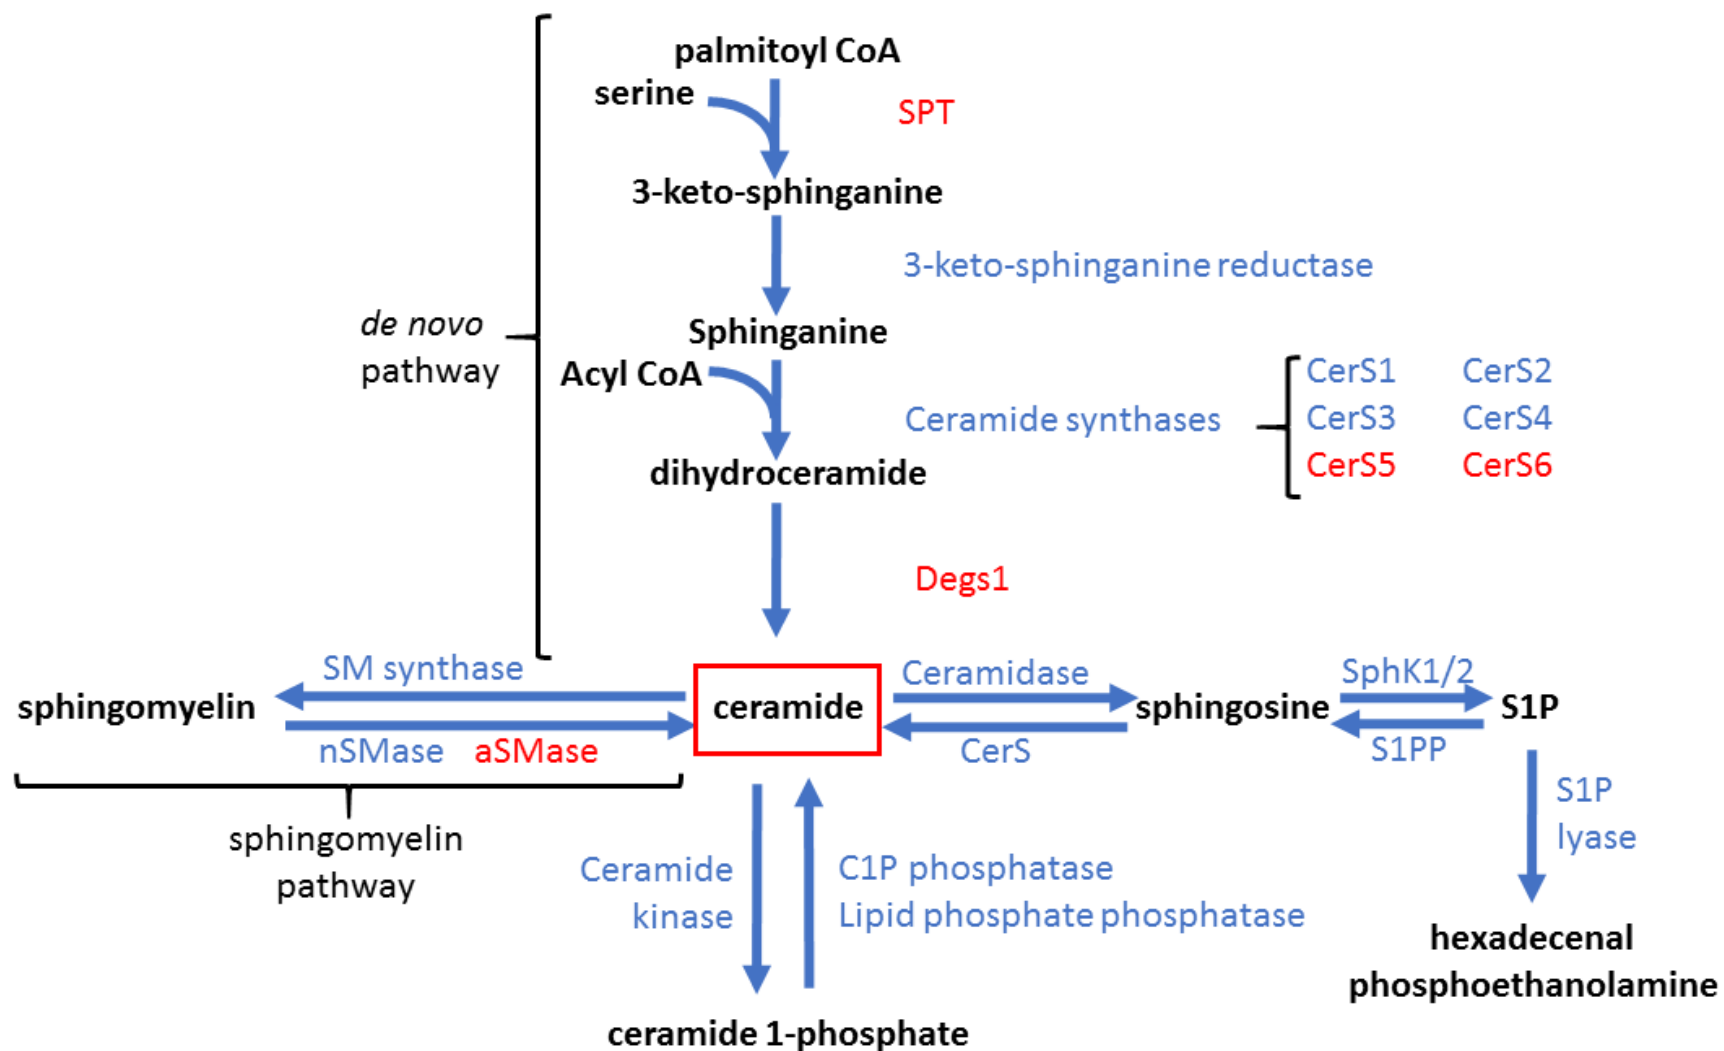 palmitoyl CoA
serine
SPT
3-keto-sphinganine
3-keto-sphinganine reductase
de novo
pathway
Sphinganine
Acyl CoA
Ceramide synthases
CerS1 CerS2
CerS3 CerS4
CerS5 CerS6
dihydroceramide
Degs1
SM synthase
sphingomyelin
nSMase aSMase
sphingomyelin
pathway
ceramide
Ceramidase
CerS
sphingosine
SphK1/2
S1PP
S1P
S1P
lyase
hexadecenal
phosphoethanolamine
Ceramide
kinase
C1P phosphatase
Lipid phosphate phosphatase
ceramide 1-phosphate